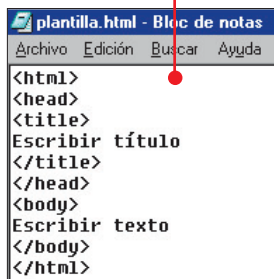 plantilla.html - Bloc de notas
Archivo Edición Buscar Ayuda
<html>
<head>
<title>
Escribir título
</title>
</head>
<body>
Escribir texto
</body>
</html>